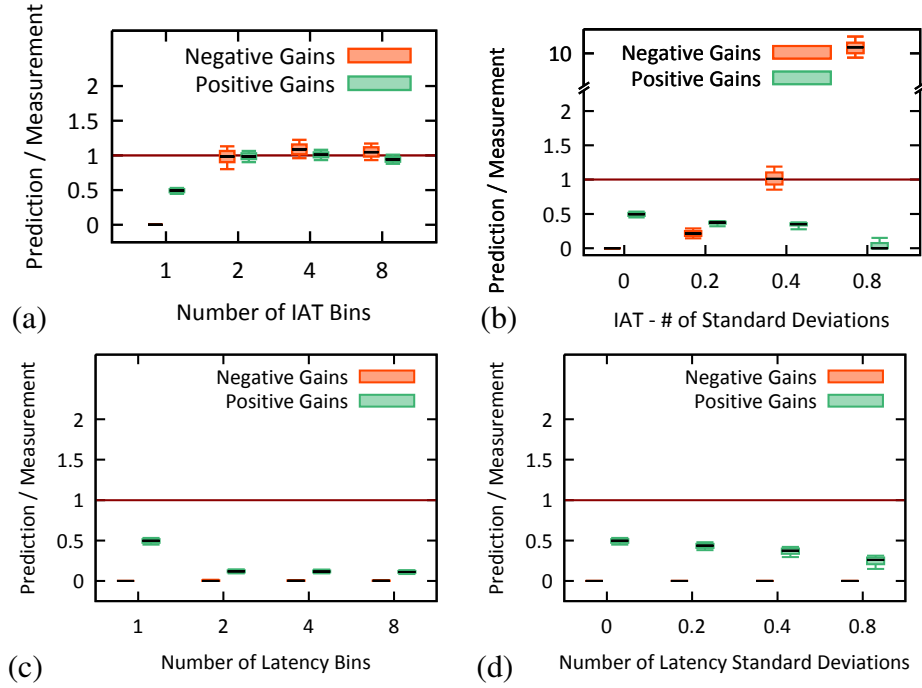 Prediction / Measurement
2
1.5
1
0.5
0
Negative Gains
Positive Gains
1
2
4
8
Number of IAT Bins
(a)
Prediction / Measurement
10
2
1.5
1
0.5
0
Negative Gains
Positive Gains
0
0.2
0.4
0.8
IAT - # of Standard Deviations
(b)
Prediction / Measurement
2
1.5
1
0.5
0
Negative Gains
Positive Gains
1
2
4
8
Number of Latency Bins
(c)
Prediction / Measurement
2
1.5
1
0.5
0
Negative Gains
Positive Gains
0
0.2
0.4
0.8
Number of Latency Standard Deviations
(d)